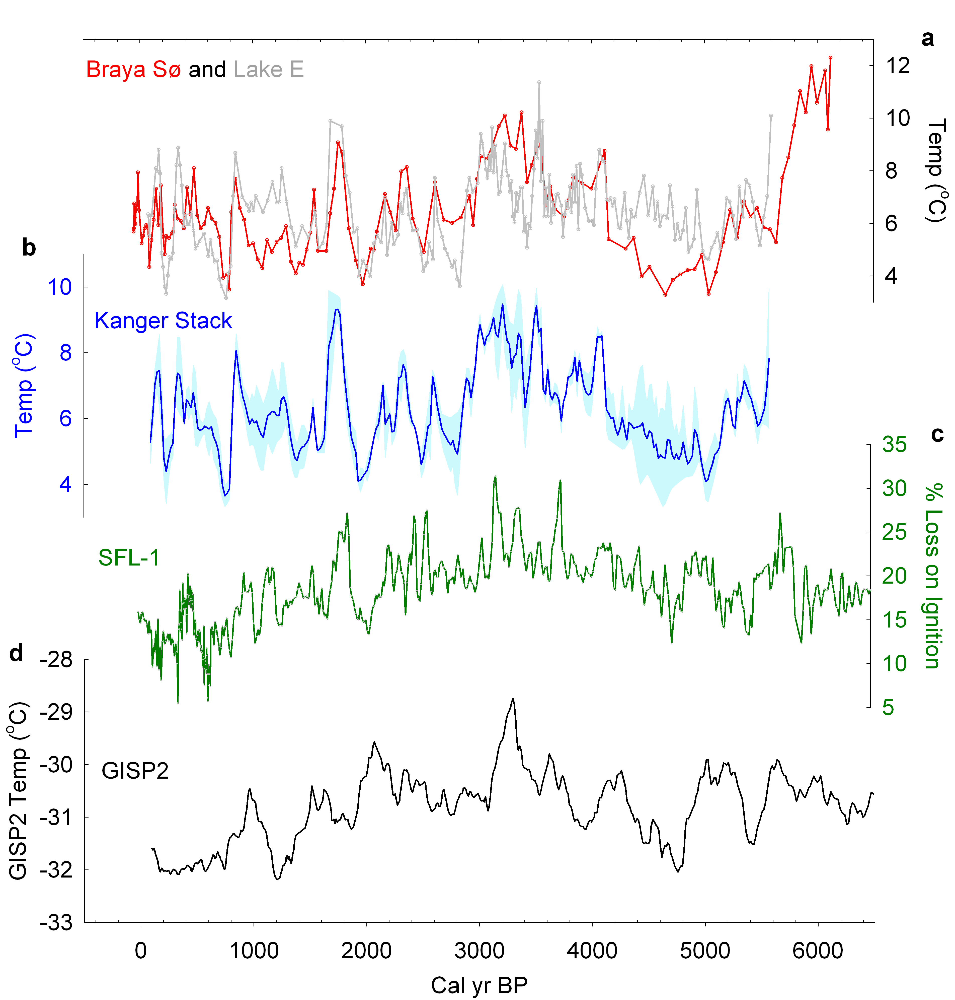 a
Braya Sø and Lake E
12
10
8
6
4
Temp (°C)
b
10
8
6
4
Temp (°C)
Kanger Stack
c
35
30
25
20
15
10
5
% Loss on Ignition
SFL-1
d
-28
-29
-30
-31
-32
-33
GISP2 Temp (°C)
GISP2
0 1000 2000 3000 4000 5000 6000
Cal yr BP